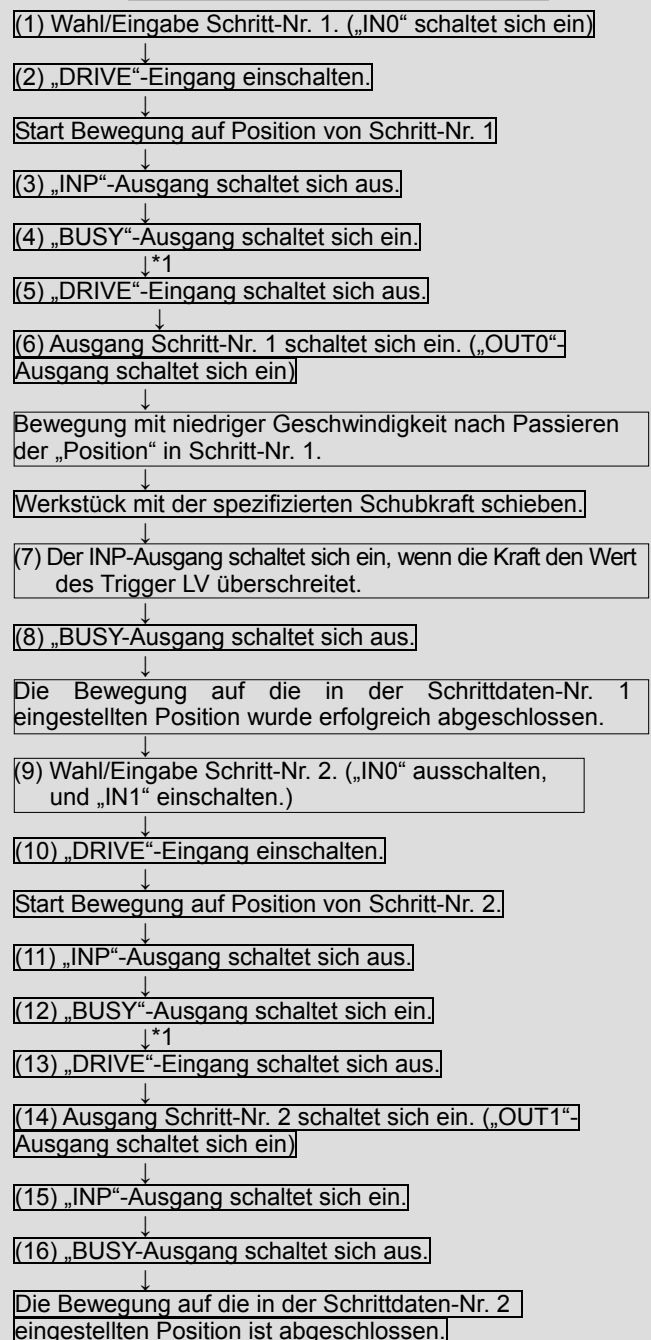 (1) Wahl/Eingabe Schritt-Nr. 1. („IN0“ schaltet sich ein)
↓
(2) „DRIVE“-Eingang einschalten.
↓
Start Bewegung auf Position von Schritt-Nr. 1
↓
(3) „INP“-Ausgang schaltet sich aus.
↓
(4) „BUSY“-Ausgang schaltet sich ein.
↓*1
(5) „DRIVE“-Eingang schaltet sich aus.
↓
(6) Ausgang Schritt-Nr. 1 schaltet sich ein. („OUT0“-
Ausgang schaltet sich ein)
↓
Bewegung mit niedriger Geschwindigkeit nach Passieren
der „Position“ in Schritt-Nr. 1.
↓
Werkstück mit der spezifizierten Schubkraft schieben.
↓
(7) Der INP-Ausgang schaltet sich ein, wenn die Kraft den Wert
des Trigger LV überschreitet.
↓
(8) „BUSY-Ausgang schaltet sich aus.
↓
Die Bewegung auf die in der Schrittdaten-Nr. 1
eingestellten Position wurde erfolgreich abgeschlossen.
↓
(9) Wahl/Eingabe Schritt-Nr. 2. („IN0“ ausschalten,
und „IN1“ einschalten.)
↓
(10) „DRIVE“-Eingang einschalten.
↓
Start Bewegung auf Position von Schritt-Nr. 2.
↓
(11) „INP“-Ausgang schaltet sich aus.
↓
(12) „BUSY“-Ausgang schaltet sich ein.
↓*1
(13) „DRIVE“-Eingang schaltet sich aus.
↓
(14) Ausgang Schritt-Nr. 2 schaltet sich ein. („OUT1“-
Ausgang schaltet sich ein)
↓
(15) „INP“-Ausgang schaltet sich ein.
↓
(16) „BUSY-Ausgang schaltet sich aus.
↓
Die Bewegung auf die in der Schrittdaten-Nr. 2
eingestellten Position ist abgeschlossen.